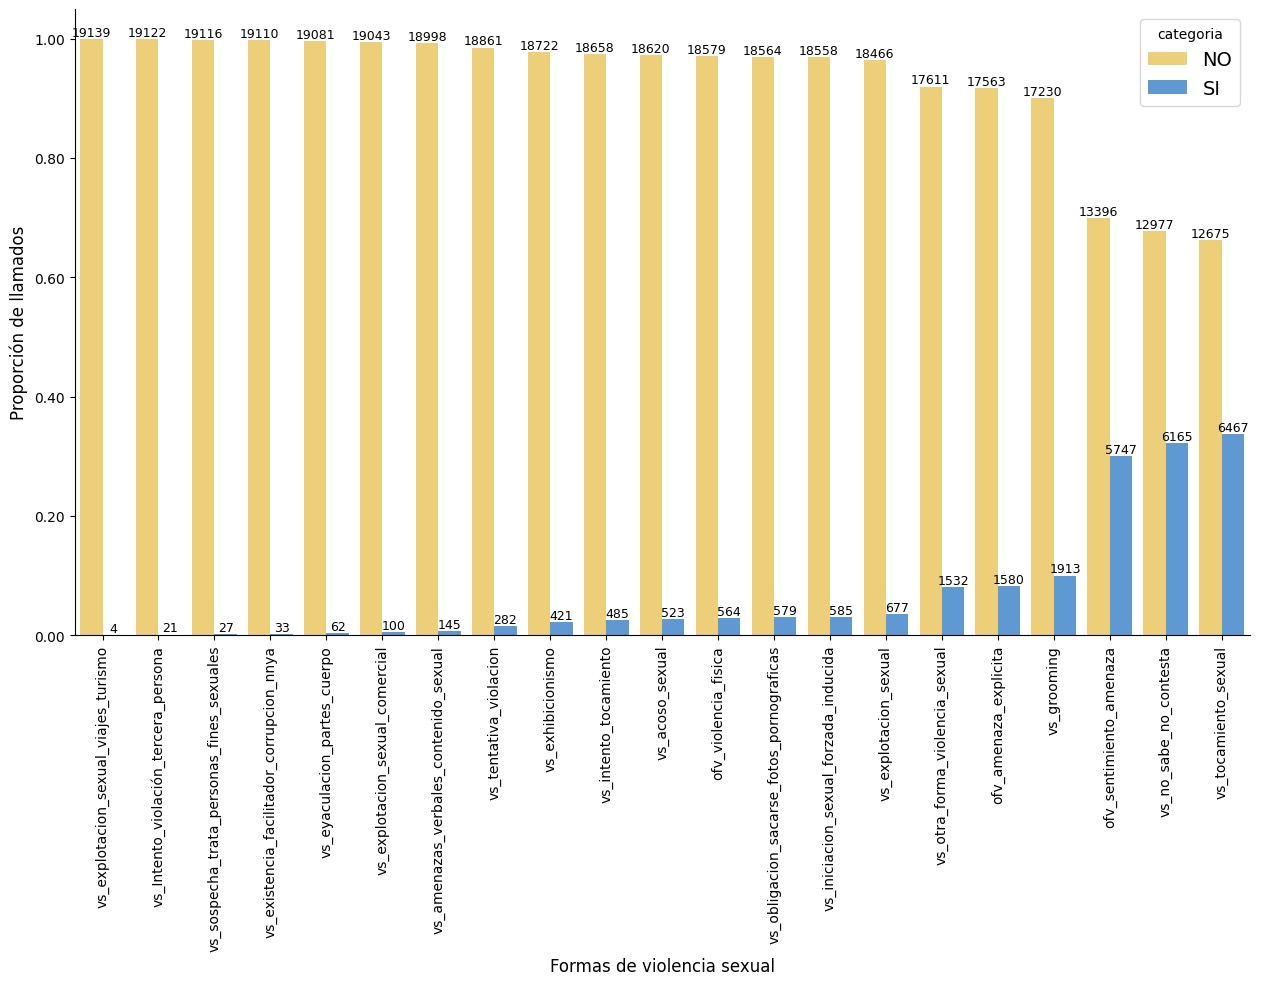 categoria
NO
SI
Proporción de llamados
1.00
0.80
0.60
0.40
0.20
0.00
19139
4
19122
21
19116
27
19110
33
19081
62
19043
100
18998
145
18861
282
18722
421
18658
485
18620
523
18579
564
18564
579
18558
585
18466
677
17611
1532
17563
1580
17230
1913
13396
5747
12977
6165
12675
6467
vs_explotacion_sexual_viajes_turismo
vs_Intento_violación_tercera_persona
vs_sospecha_trata_personas_fines_sexuales
vs_existencia_facilitador_corrupcion_nnya
vs_eyaculacion_partes_cuerpo
vs_explotacion_sexual_comercial
vs_amenazas_verbales_contenido_sexual
vs_tentativa_violacion
vs_exhibicionismo
vs_intento_tocamiento
vs_acoso_sexual
ofv_violencia_fisica
vs_obligacion_sacarse_fotos_pornograficas
vs_iniciacion_sexual_forzada_inducida
vs_explotacion_sexual
vs_otra_forma_violencia_sexual
ofv_amenaza_explicita
vs_grooming
ofv_sentimiento_amenaza
vs_no_sabe_no_contesta
vs_tocamiento_sexual
Formas de violencia sexual